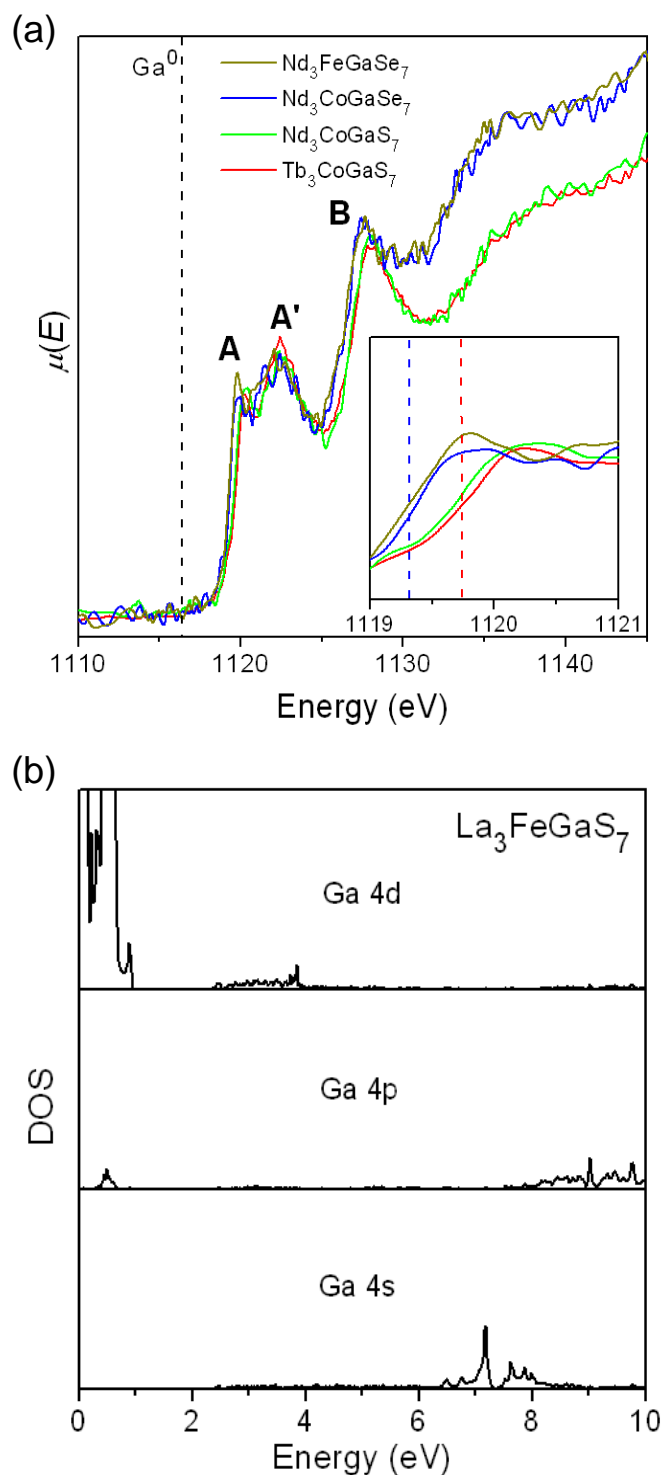 (a)
Ga⁰
Nd₃FeGaSe₇
Nd₃CoGaSe₇
Nd₃CoGaS₇
Tb₃CoGaS₇
A
A'
B
μ(E)
1119 1120 1121
1110 1120 1130 1140
Energy (eV)
(b)
La₃FeGaS₇
Ga 4d
Ga 4p
Ga 4s
DOS
0 2 4 6 8 10
Energy (eV)